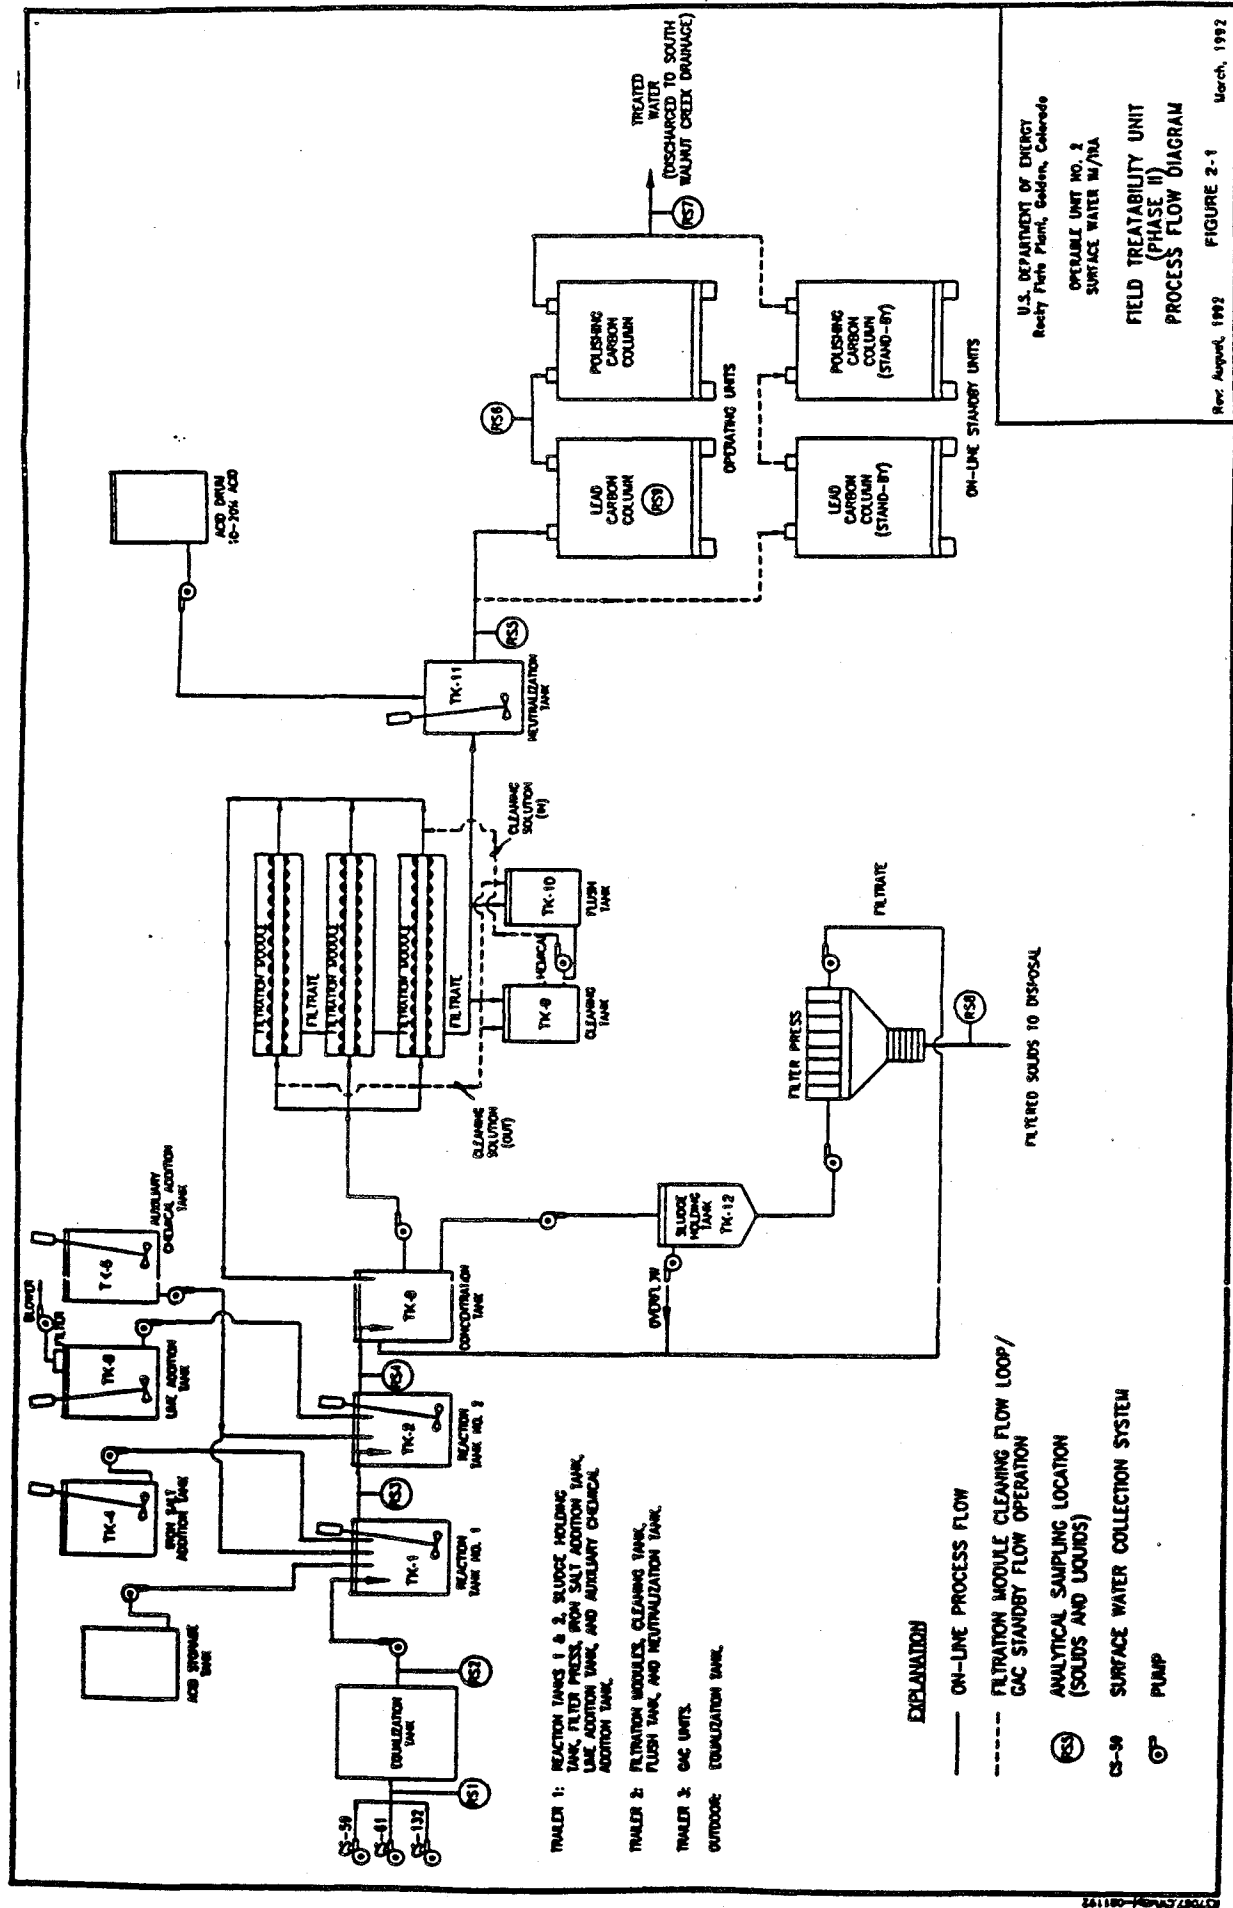 BLOWER
FILTER
ACID STORAGE
TANK
TK-4
IRON SALT
ADDITION TANK
LIME ADDITION
TANK
AUXILIARY
CHEMICAL ADDITION
TANK
ACID DRUM
10-20% ACID
CS-59
CS-61
CS-132
RS1
EQUALIZATION
TANK
RS2
TK-1
REACTION
TANK NO. 1
RS3
TK-2
REACTION
TANK NO. 2
RS4
CONCENTRATION
TANK
FILTRATION MODULE
FILTRATE
FILTRATION MODULE
FILTRATE
FILTRATION MODULE
CLEANING
SOLUTION
(OUT)
CLEANING
SOLUTION
(IN)
TK-9
CHEMICAL
CLEANING
TANK
TK-10
FLUSH
TANK
TK-11
NEUTRALIZATION
TANK
RS5
LEAD
CARBON
COLUMN
RS9
RS6
POLISHING
CARBON
COLUMN
OPERATING UNITS
LEAD
CARBON
COLUMN
(STAND-BY)
POLISHING
CARBON
COLUMN
(STAND-BY)
ON-LINE STANDBY UNITS
RS7
TREATED
WATER
(DISCHARGED TO SOUTH
WALNUT CREEK DRAINAGE)
OVERFLOW
SLUDGE
HOLDING
TANK
TK-12
FILTER PRESS
FILTRATE
RS8
FILTERED SOLIDS TO DISPOSAL
TRAILER 1: REACTION TANKS 1 & 2, SLUDGE HOLDING
TANK, FILTER PRESS, IRON SALT ADDITION TANK,
LIME ADDITION TANK, AND AUXILIARY CHEMICAL
ADDITION TANK.
TRAILER 2: FILTRATION MODULES, CLEANING TANK,
FLUSH TANK, AND NEUTRALIZATION TANK.
TRAILER 3: GAC UNITS.
OUTDOOR: EQUALIZATION TANK.
EXPLANATION
ON-LINE PROCESS FLOW
FILTRATION MODULE CLEANING FLOW LOOP/
GAC STANDBY FLOW OPERATION
RS5 ANALYTICAL SAMPLING LOCATION
(SOLIDS AND LIQUIDS)
CS-59 SURFACE WATER COLLECTION SYSTEM
PUMP
U.S. DEPARTMENT OF ENERGY
Rocky Flats Plant, Golden, Colorado
OPERABLE UNIT NO. 2
SURFACE WATER IM/IRA
FIELD TREATABILITY UNIT
(PHASE II)
PROCESS FLOW DIAGRAM
Rev. August, 1992 FIGURE 2-1 March, 1992